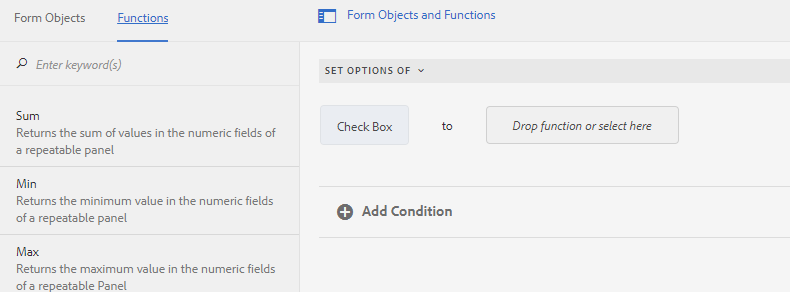 Form Objects
Functions
Form Objects and Functions
Enter keyword(s)
SET OPTIONS OF
Check Box
to
Drop function or select here
Sum
Returns the sum of values in the numeric fields of
a repeatable panel
Min
Returns the minimum value in the numeric fields
of a repeatable panel
Add Condition
Max
Returns the maximum value in the numeric fields
of a repeatable Panel